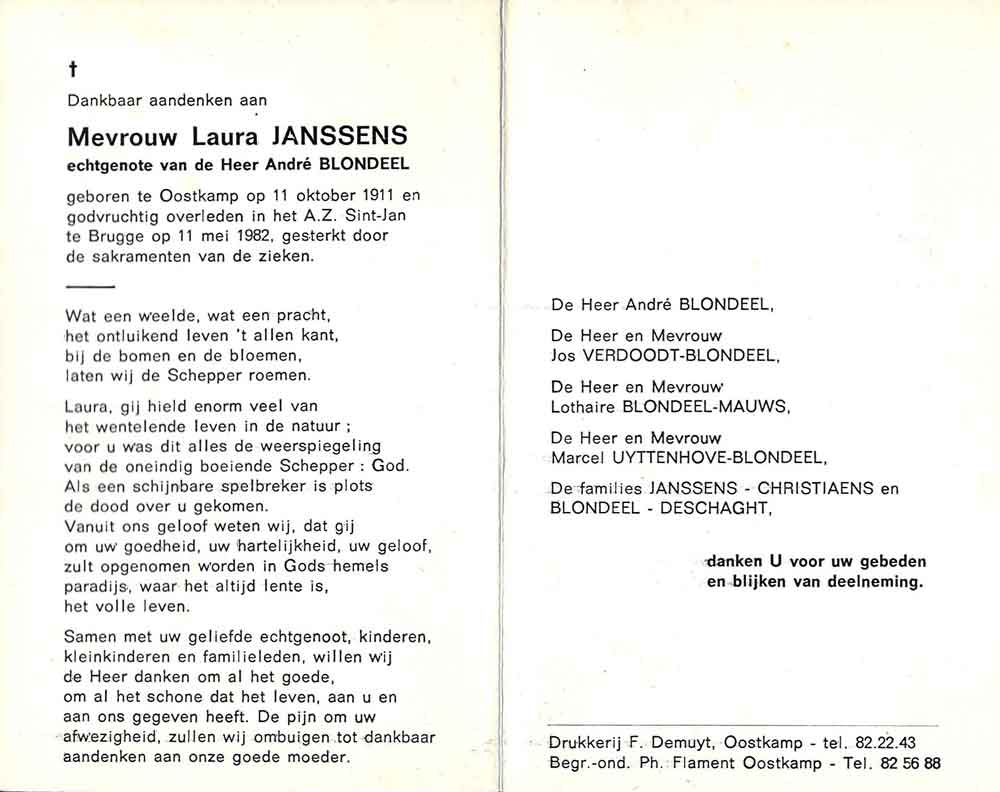 †
Dankbaar aandenken aan
Mevrouw Laura JANSSENS
echtgenote van de Heer André BLONDEEL
geboren te Oostkamp op 11 oktober 1911 en
godvruchtig overleden in het A.Z. Sint-Jan
te Brugge op 11 mei 1982, gesterkt door
de sakramenten van de zieken.
Wat een weelde, wat een pracht,
het ontluikend leven 't allen kant,
bij de bomen en de bloemen,
laten wij de Schepper roemen.
Laura, gij hield enorm veel van
het wentelende leven in de natuur ;
voor u was dit alles de weerspiegeling
van de oneindig boeiende Schepper : God.
Als een schijnbare spelbreker is plots
de dood over u gekomen.
Vanuit ons geloof weten wij, dat gij
om uw goedheid, uw hartelijkheid, uw geloof,
zult opgenomen worden in Gods hemels
paradijs, waar het altijd lente is,
het volle leven.
Samen met uw geliefde echtgenoot, kinderen,
kleinkinderen en familieleden, willen wij
de Heer danken om al het goede,
om al het schone dat het leven, aan u en
aan ons gegeven heeft. De pijn om uw
afwezigheid, zullen wij ombuigen tot dankbaar
aandenken aan onze goede moeder.
De Heer André BLONDEEL,
De Heer en Mevrouw
Jos VERDOODT-BLONDEEL,
De Heer en Mevrouw
Lothaire BLONDEEL-MAUWS,
De Heer en Mevrouw
Marcel UYTTENHOVE-BLONDEEL,
De families JANSSENS - CHRISTIAENS en
BLONDEEL - DESCHAGHT,
danken U voor uw gebeden
en blijken van deelneming.
Drukkerij F. Demuyt, Oostkamp - tel. 82.22.43
Begr.-ond. Ph. Flament Oostkamp - Tel. 82 56 88